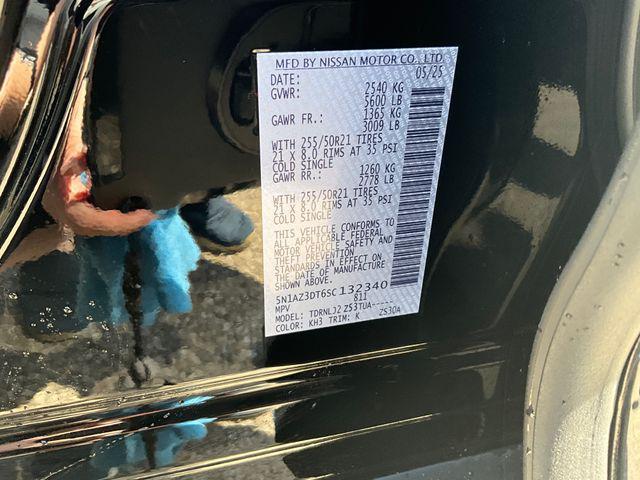 MFD BY NISSAN MOTOR CO., LTD.
DATE: 05/25
GVWR: 2540 KG
5600 LB
GAWR FR.: 1365 KG
3009 LB
WITH 255/50R21 TIRES
21 X 8.0 RIMS AT 35 PSI
COLD SINGLE
GAWR RR.: 1260 KG
2778 LB
WITH 255/50R21 TIRES
21 X 8.0 RIMS AT 35 PSI
COLD SINGLE
THIS VEHICLE CONFORMS TO
ALL APPLICABLE FEDERAL
MOTOR VEHICLE SAFETY AND
THEFT PREVENTION
STANDARDS IN EFFECT ON
THE DATE OF MANUFACTURE
SHOWN ABOVE.
5N1AZ3DT6SC132340
MPV 811
MODEL: TDRNLJ2 Z53TUA-----
COLOR: KH3 TRIM: K ZS30A